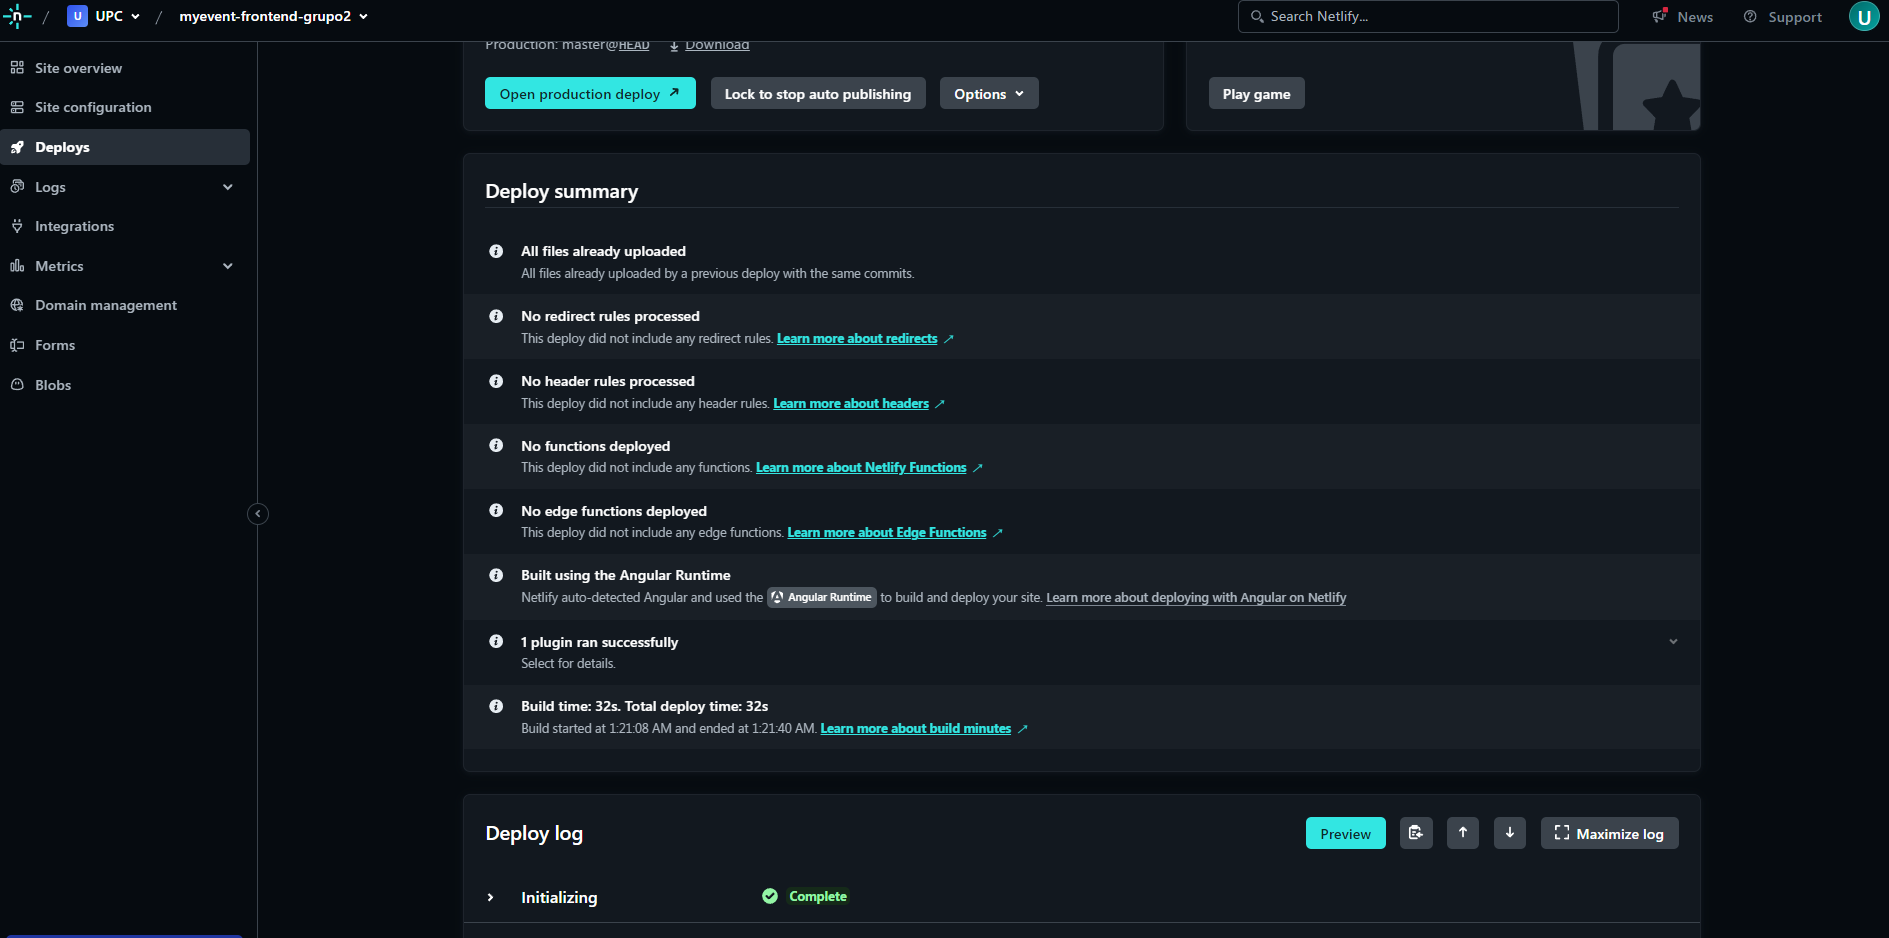 n / U UPC / myevent-frontend-grupo2
Search Netlify...
News
Support
U
Site overview
Site configuration
Deploys
Logs
Integrations
Metrics
Domain management
Forms
Blobs
Production: master@HEAD Download
Open production deploy
Lock to stop auto publishing
Options
Play game
Deploy summary
All files already uploaded
All files already uploaded by a previous deploy with the same commits.
No redirect rules processed
This deploy did not include any redirect rules. Learn more about redirects
No header rules processed
This deploy did not include any header rules. Learn more about headers
No functions deployed
This deploy did not include any functions. Learn more about Netlify Functions
No edge functions deployed
This deploy did not include any edge functions. Learn more about Edge Functions
Built using the Angular Runtime
Netlify auto-detected Angular and used the Angular Runtime to build and deploy your site. Learn more about deploying with Angular on Netlify
1 plugin ran successfully
Select for details.
Build time: 32s. Total deploy time: 32s
Build started at 1:21:08 AM and ended at 1:21:40 AM. Learn more about build minutes
Deploy log
Preview
Maximize log
Initializing
Complete